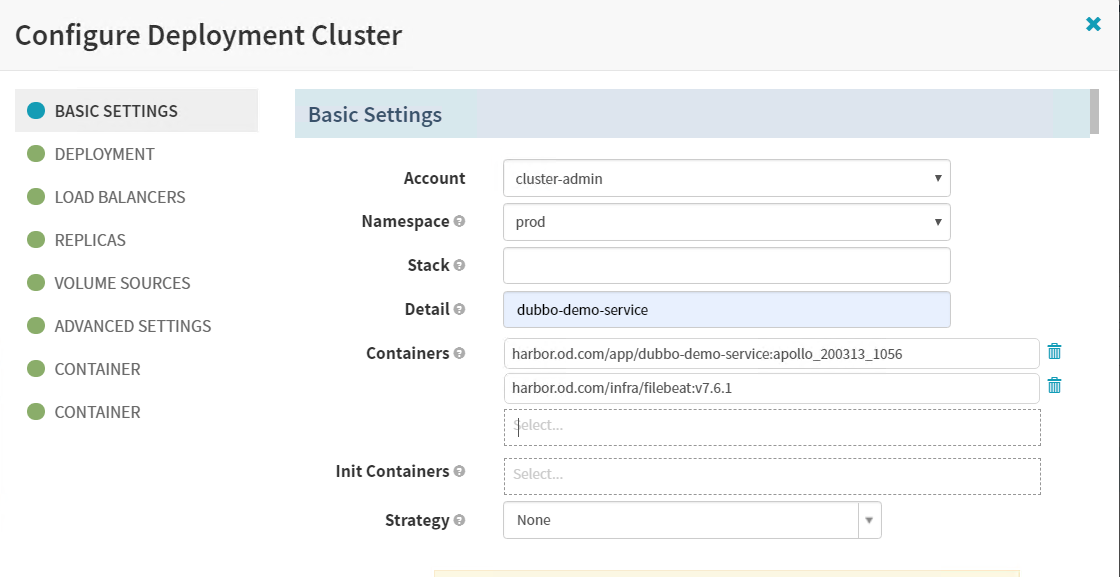 Configure Deployment Cluster
BASIC SETTINGS
DEPLOYMENT
LOAD BALANCERS
REPLICAS
VOLUME SOURCES
ADVANCED SETTINGS
CONTAINER
CONTAINER
Basic Settings
Account cluster-admin
Namespace prod
Stack
Detail dubbo-demo-service
Containers harbor.od.com/app/dubbo-demo-service:apollo_200313_1056
harbor.od.com/infra/filebeat:v7.6.1
Select...
Init Containers Select...
Strategy None